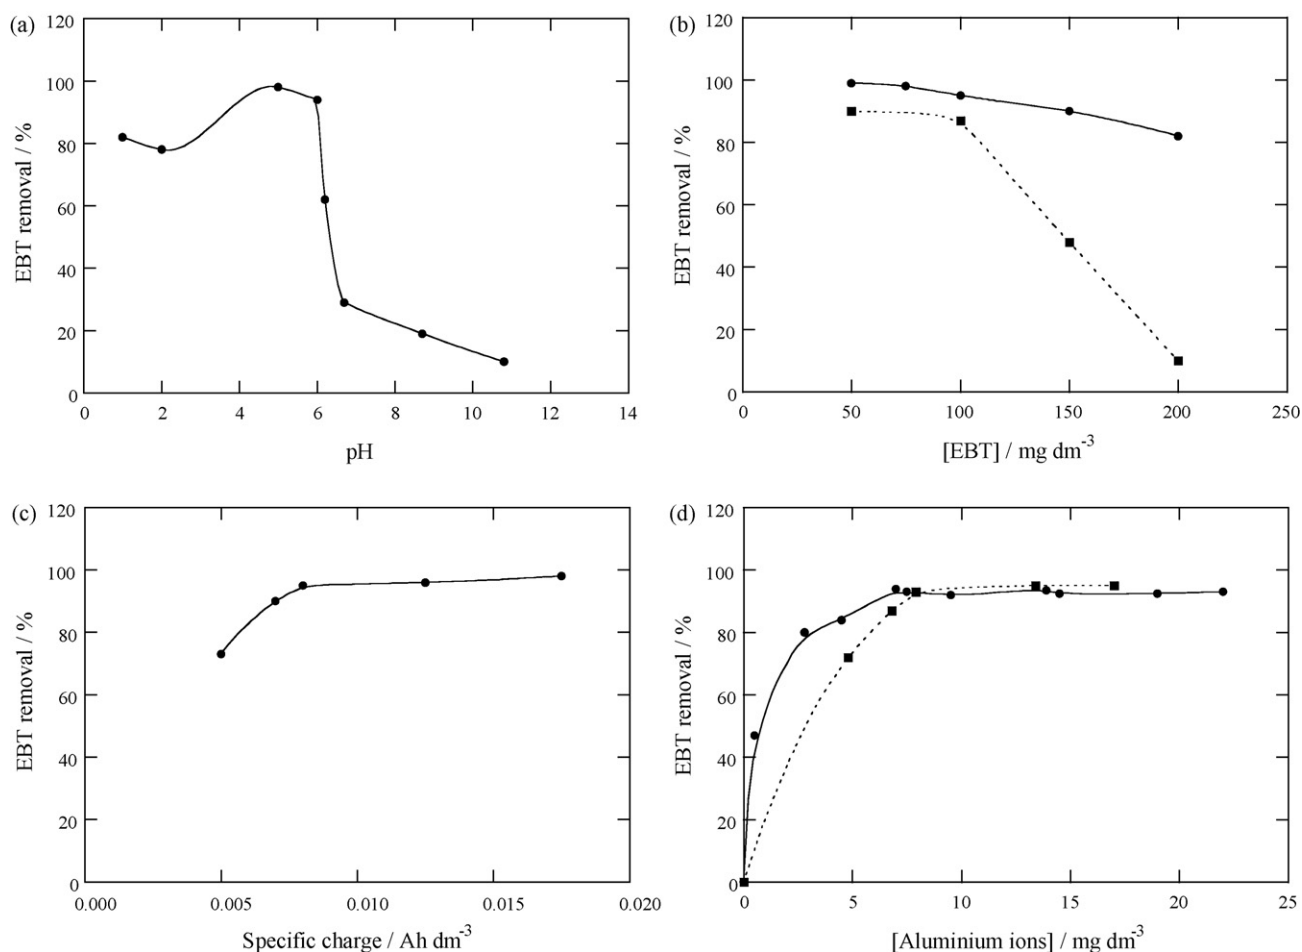 (a)
120
100
80
60
40
20
0
EBT removal / %
0 2 4 6 8 10 12 14
pH
(b)
120
100
80
60
40
20
0
EBT removal / %
0 50 100 150 200 250
[EBT] / mg dm-3
(c)
120
100
80
60
40
20
0
EBT removal / %
0.000 0.005 0.010 0.015 0.020
Specific charge / Ah dm-3
(d)
120
100
80
60
40
20
0
EBT removal / %
0 5 10 15 20 25
[Aluminium ions] / mg dm-3